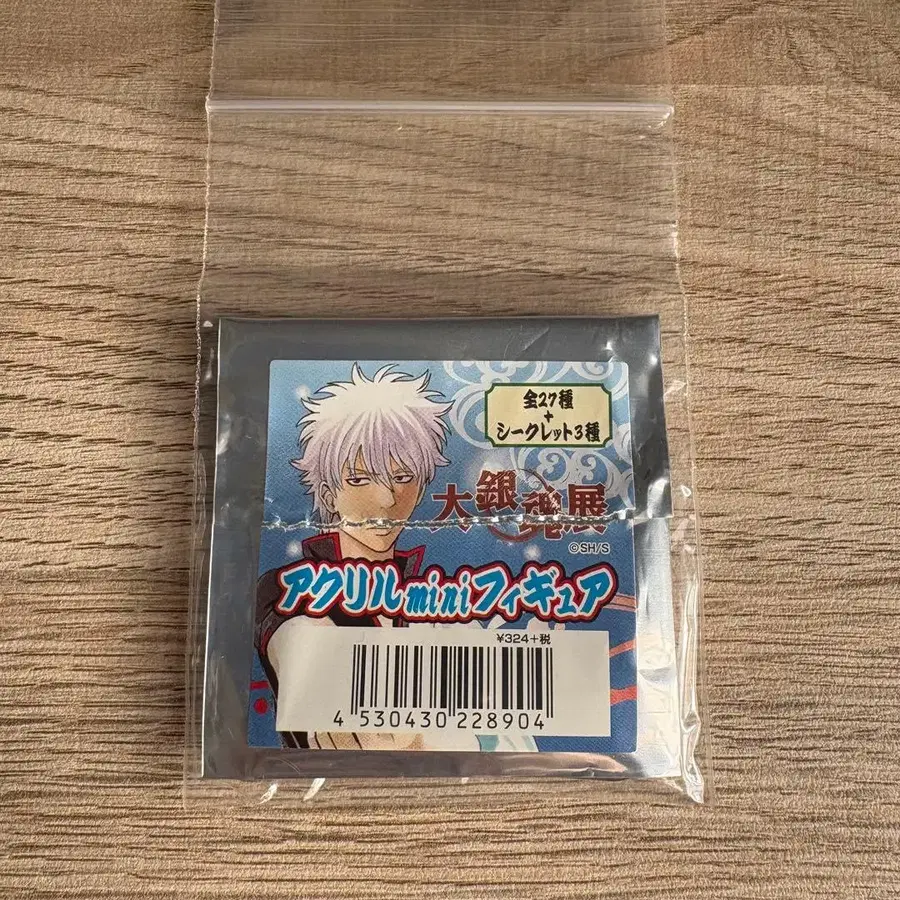 全27種
+
シークレット3種
大銀魂展
©SH/S
アクリルminiフィギュア
¥324+税
4 530430 228904